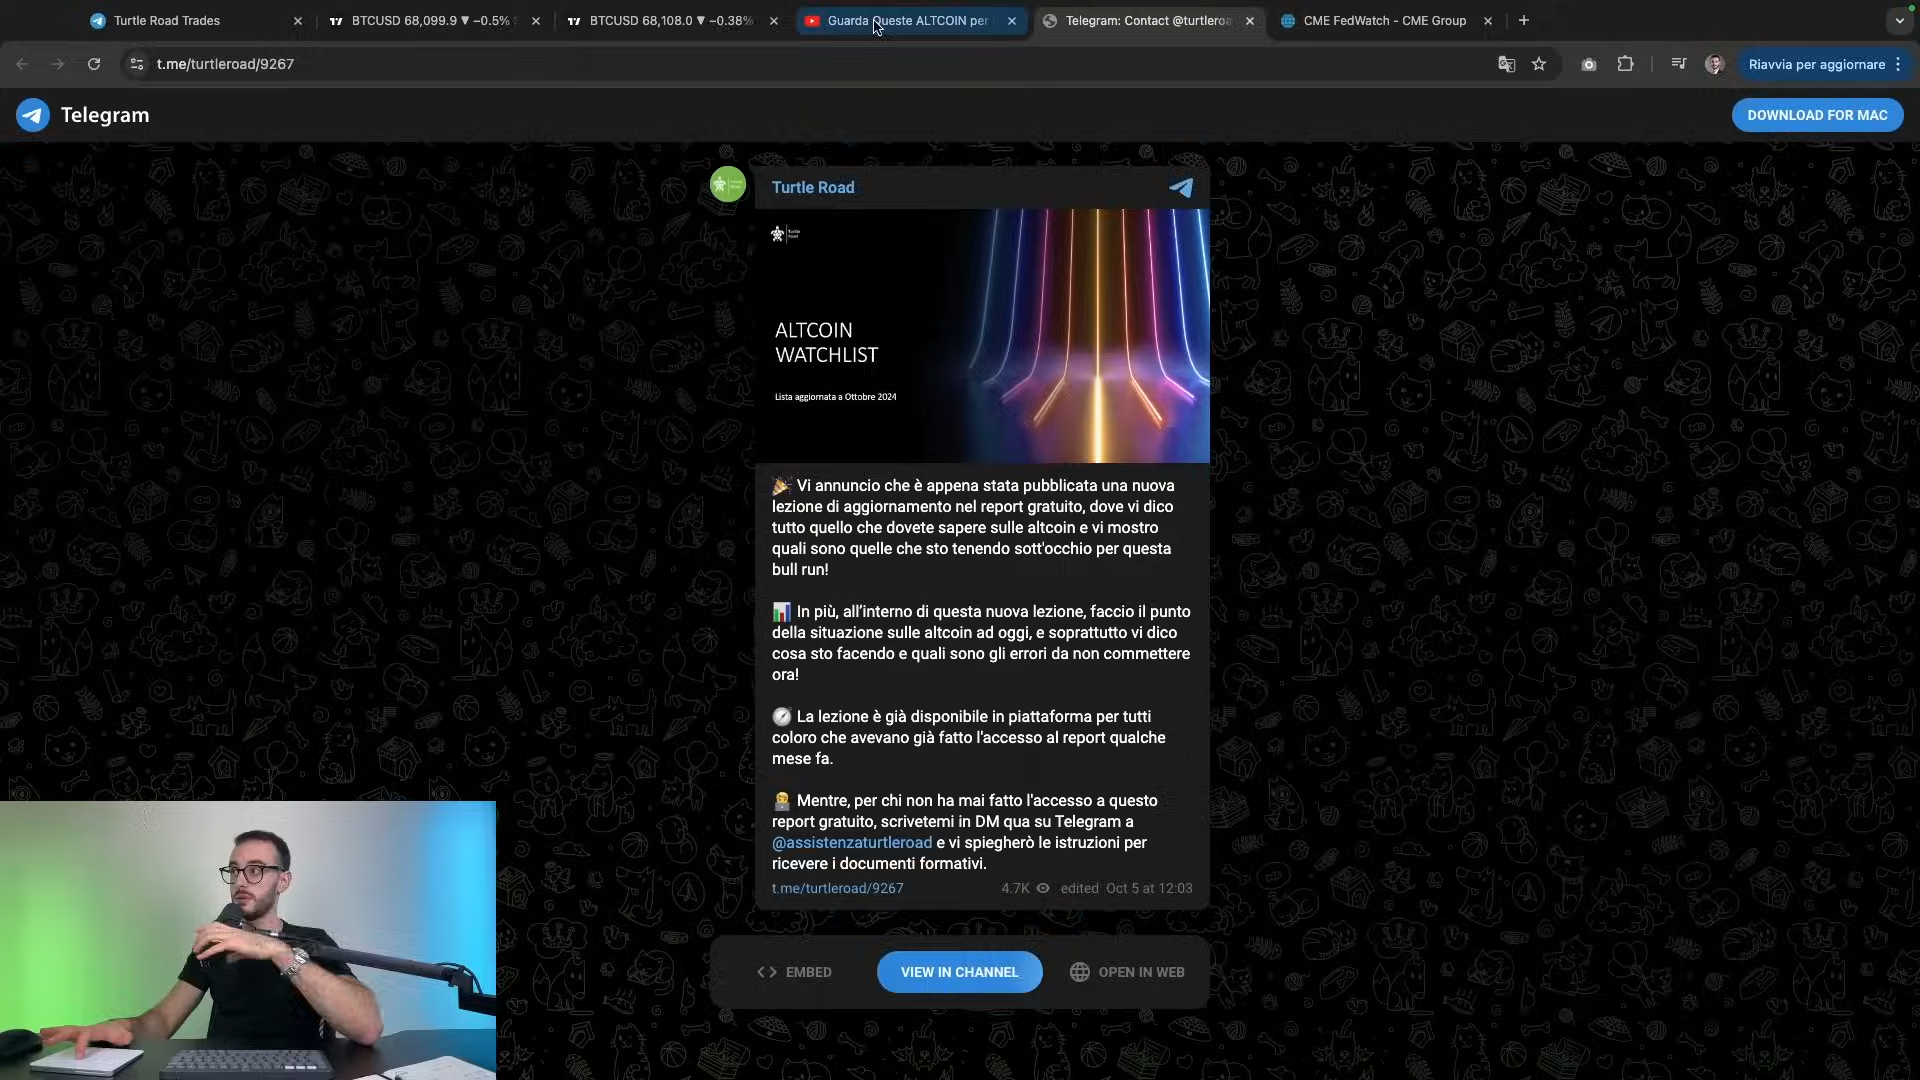 Turtle Road Trades
BTCUSD 68,099.9 ▼ −0.5%
BTCUSD 68,108.0 ▼ −0.38%
Guarda Queste ALTCOIN per
Telegram: Contact @turtleroa
CME FedWatch - CME Group
t.me/turtleroad/9267
Riavvia per aggiornare
Telegram
DOWNLOAD FOR MAC
Turtle Road
Turtle
Road
ALTCOIN
WATCHLIST
Lista aggiornata a Ottobre 2024
🎉 Vi annuncio che è appena stata pubblicata una nuova
lezione di aggiornamento nel report gratuito, dove vi dico
tutto quello che dovete sapere sulle altcoin e vi mostro
quali sono quelle che sto tenendo sott'occhio per questa
bull run!
📊 In più, all’interno di questa nuova lezione, faccio il punto
della situazione sulle altcoin ad oggi, e soprattutto vi dico
cosa sto facendo e quali sono gli errori da non commettere
ora!
🧭 La lezione è già disponibile in piattaforma per tutti
coloro che avevano già fatto l'accesso al report qualche
mese fa.
👨‍💻 Mentre, per chi non ha mai fatto l'accesso a questo
report gratuito, scrivetemi in DM qua su Telegram a
@assistenzaturtleroad e vi spiegherò le istruzioni per
ricevere i documenti formativi.
t.me/turtleroad/9267 4.7K edited Oct 5 at 12:03
EMBED
VIEW IN CHANNEL
OPEN IN WEB